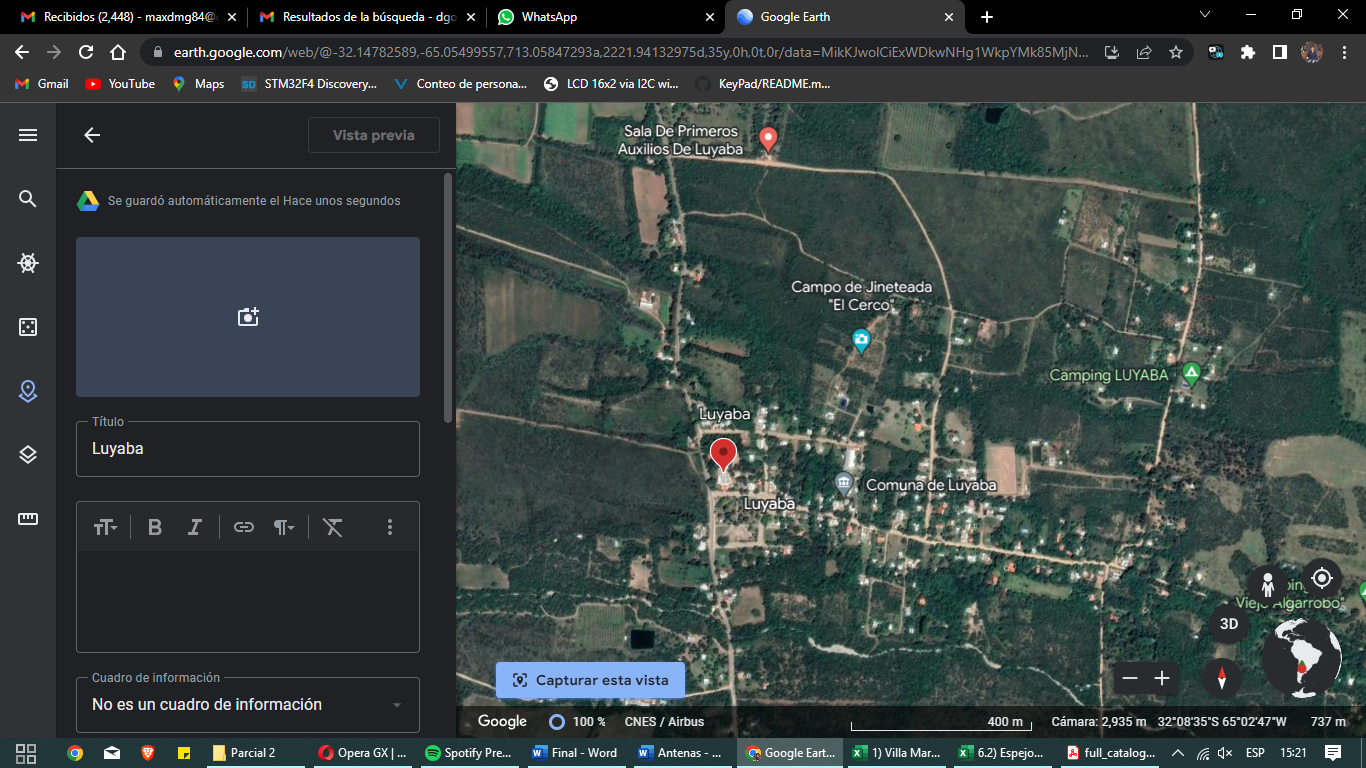 Recibidos (2,448) - maxdmg84@
Resultados de la búsqueda - dgo
WhatsApp
Google Earth
earth.google.com/web/@-32.14782589,-65.05499557,713.05847293a,2221.94132975d,35y,0h,0t,0r/data=MikKJwolCiExWDkwNHg1WkpYMk85MjN...
Gmail
YouTube
Maps
SD
STM32F4 Discovery...
Conteo de persona...
LCD 16x2 via I2C wi...
KeyPad/README.m...
Vista previa
Se guardó automáticamente el Hace unos segundos
Título
Luyaba
Cuadro de información
No es un cuadro de información
Sala De Primeros
Auxilios De Luyaba
Campo de Jineteada
"El Cerco"
Camping LUYABA
Luyaba
Comuna de Luyaba
Luyaba
Viejo Algarrobo"
3D
Capturar esta vista
Google
100 %
CNES / Airbus
400 m
Cámara: 2,935 m
32°08'35"S 65°02'47"W
737 m
Parcial 2
Opera GX | ...
Spotify Pre...
Final - Word
Antenas - ...
Google Eart...
1) Villa Mar...
6.2) Espejo...
full_catalog...
ESP
15:21